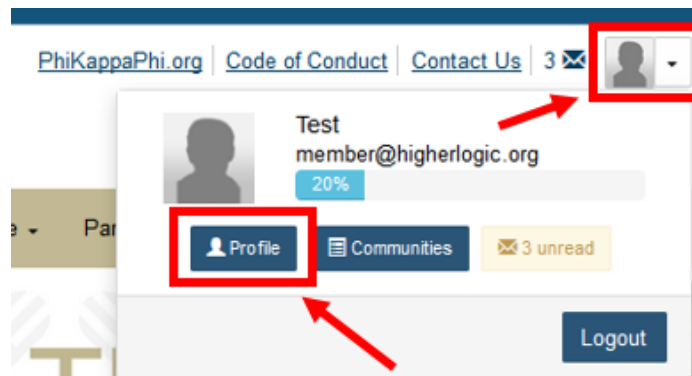 PhiKappaPhi.org Code of Conduct Contact Us 3
Test
member@higherlogic.org
20%
Profile Communities 3 unread
Logout